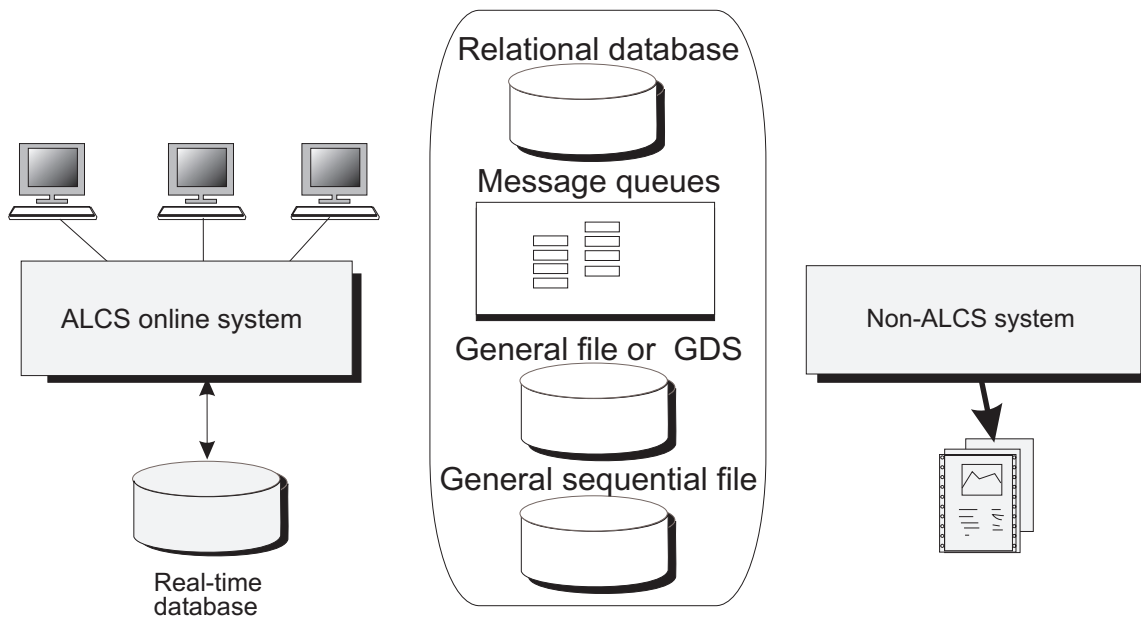 Relational database
Message queues
ALCS online system
General file or GDS
Non-ALCS system
General sequential file
Real-time
database